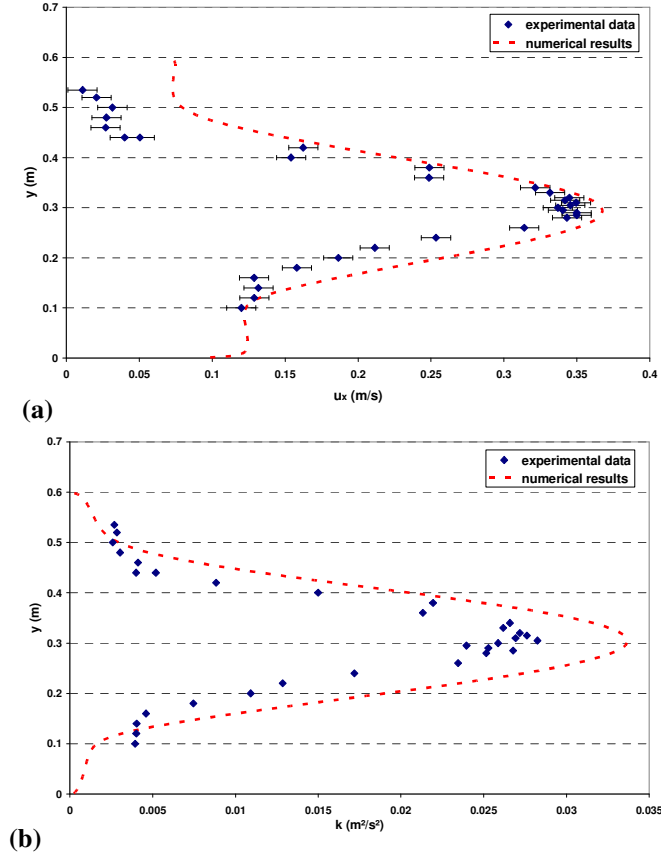 0.7
experimental data
numerical results
0.6
0.5
0.4
y (m)
0.3
0.2
0.1
0
0 0.05 0.1 0.15 0.2 0.25 0.3 0.35 0.4
uₓ (m/s)
(a)
0.7
experimental data
numerical results
0.6
0.5
0.4
y (m)
0.3
0.2
0.1
0
0 0.005 0.01 0.015 0.02 0.025 0.03 0.035
k (m²/s²)
(b)